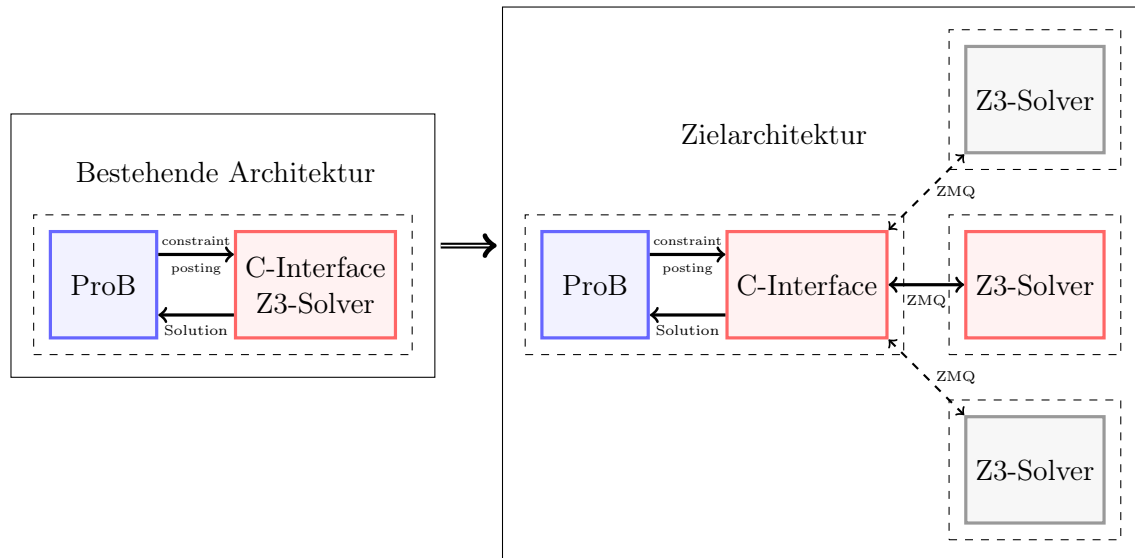 Bestehende Architektur
ProB
constraint
posting
Solution
C-Interface
Z3-Solver
Zielarchitektur
ProB
constraint
posting
Solution
C-Interface
ZMQ
ZMQ
ZMQ
Z3-Solver
Z3-Solver
Z3-Solver